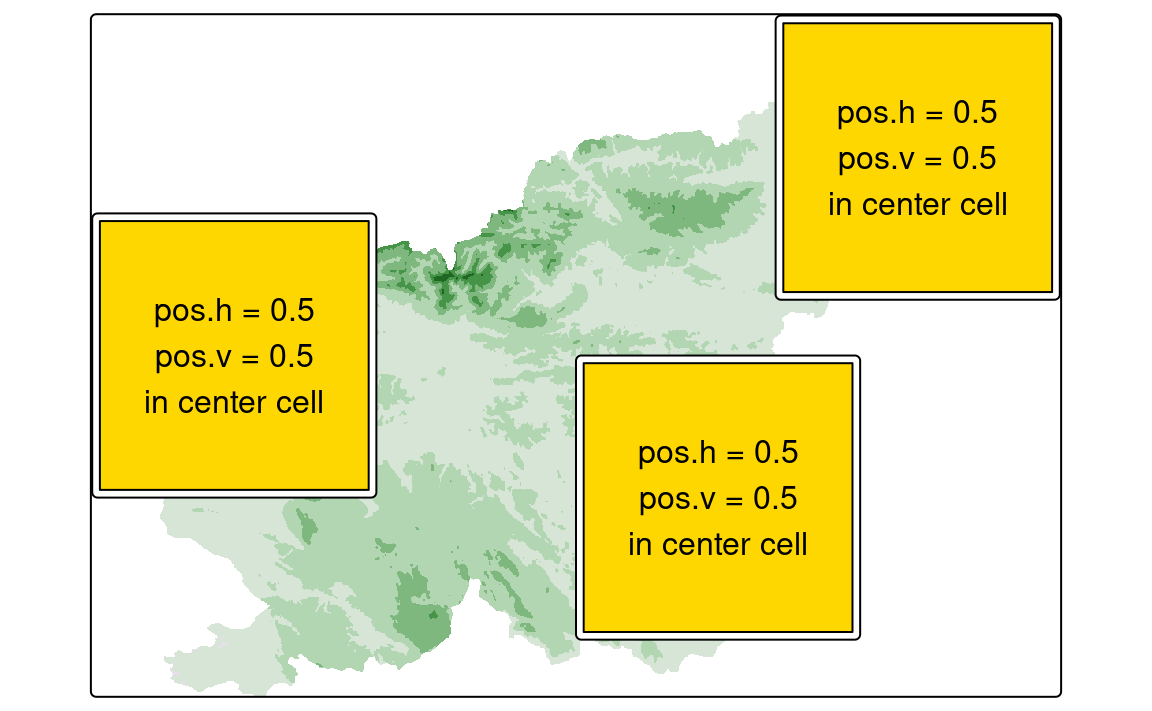 pos.h = 0.5
pos.v = 0.5
in center cell
pos.h = 0.5
pos.v = 0.5
in center cell
pos.h = 0.5
pos.v = 0.5
in center cell